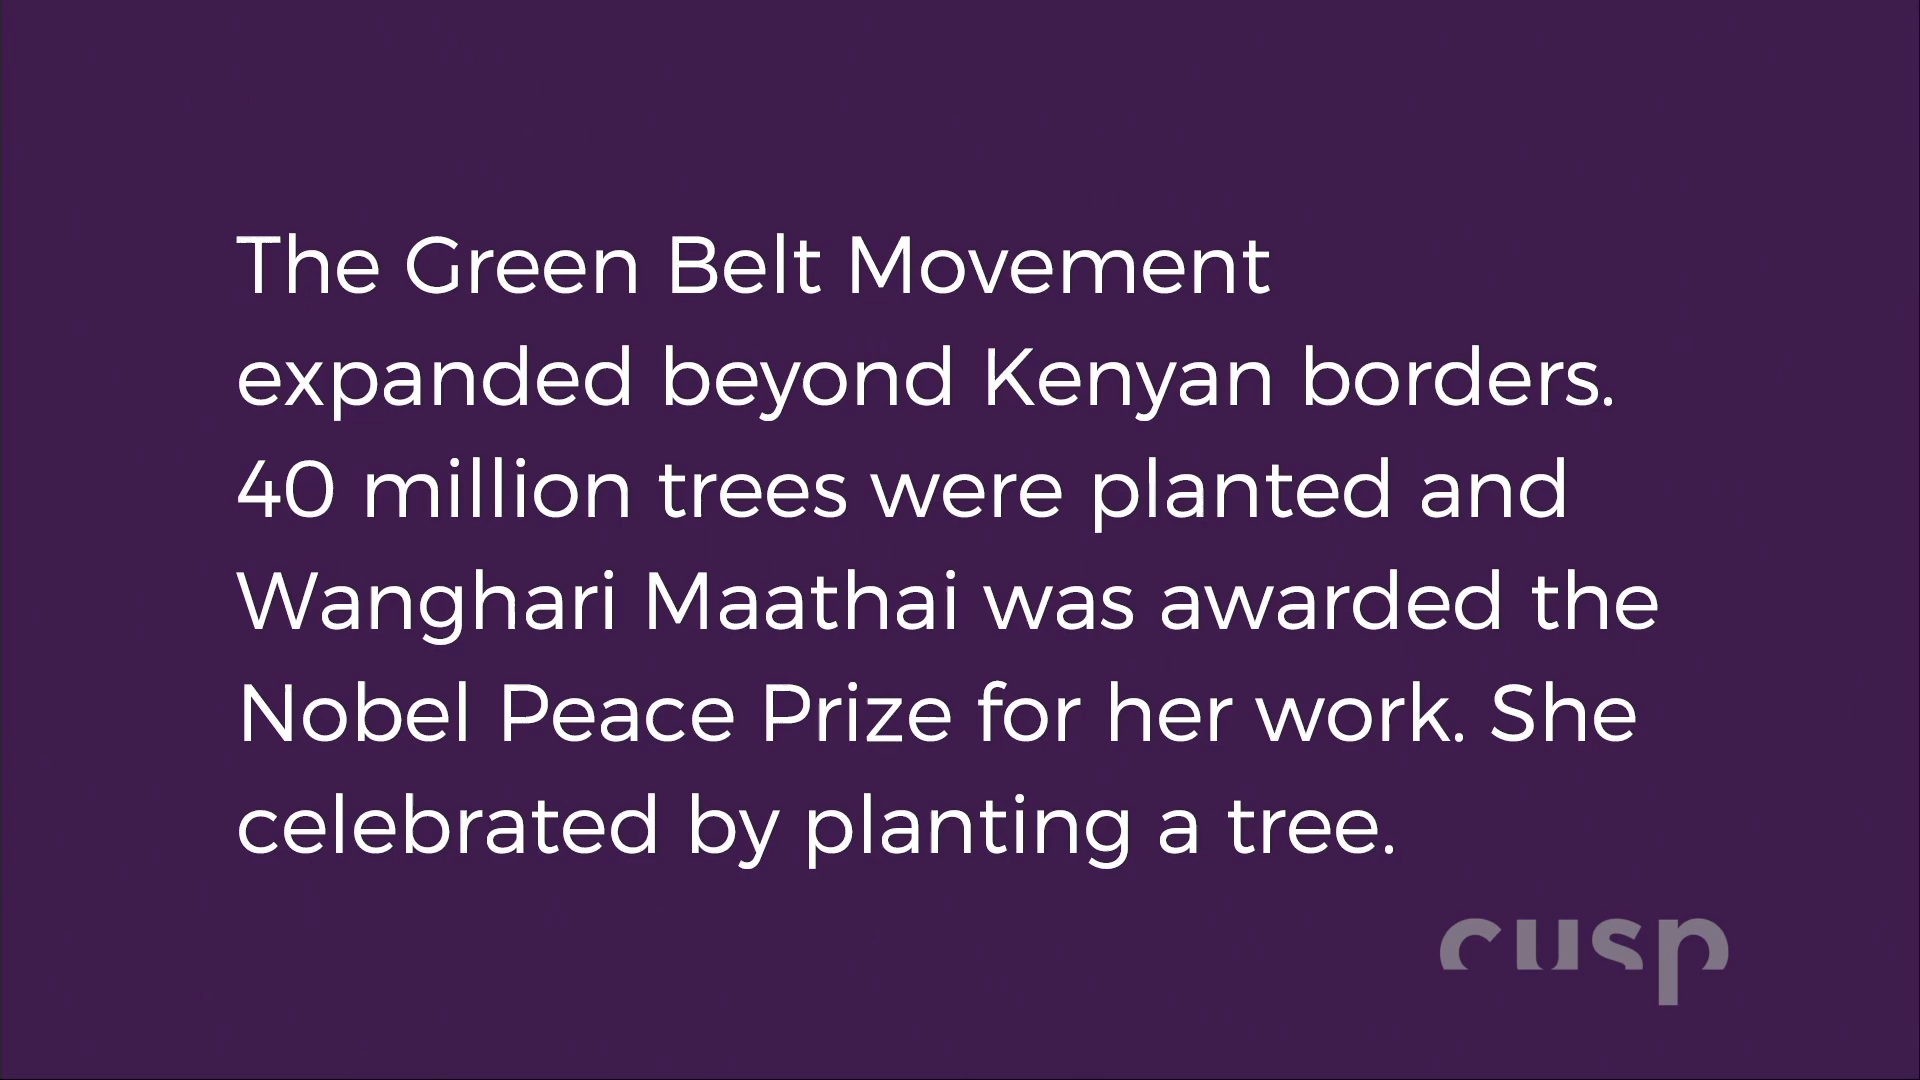 The Green Belt Movement
expanded beyond Kenyan borders.
40 million trees were planted and
Wanghari Maathai was awarded the
Nobel Peace Prize for her work. She
celebrated by planting a tree.
cusp